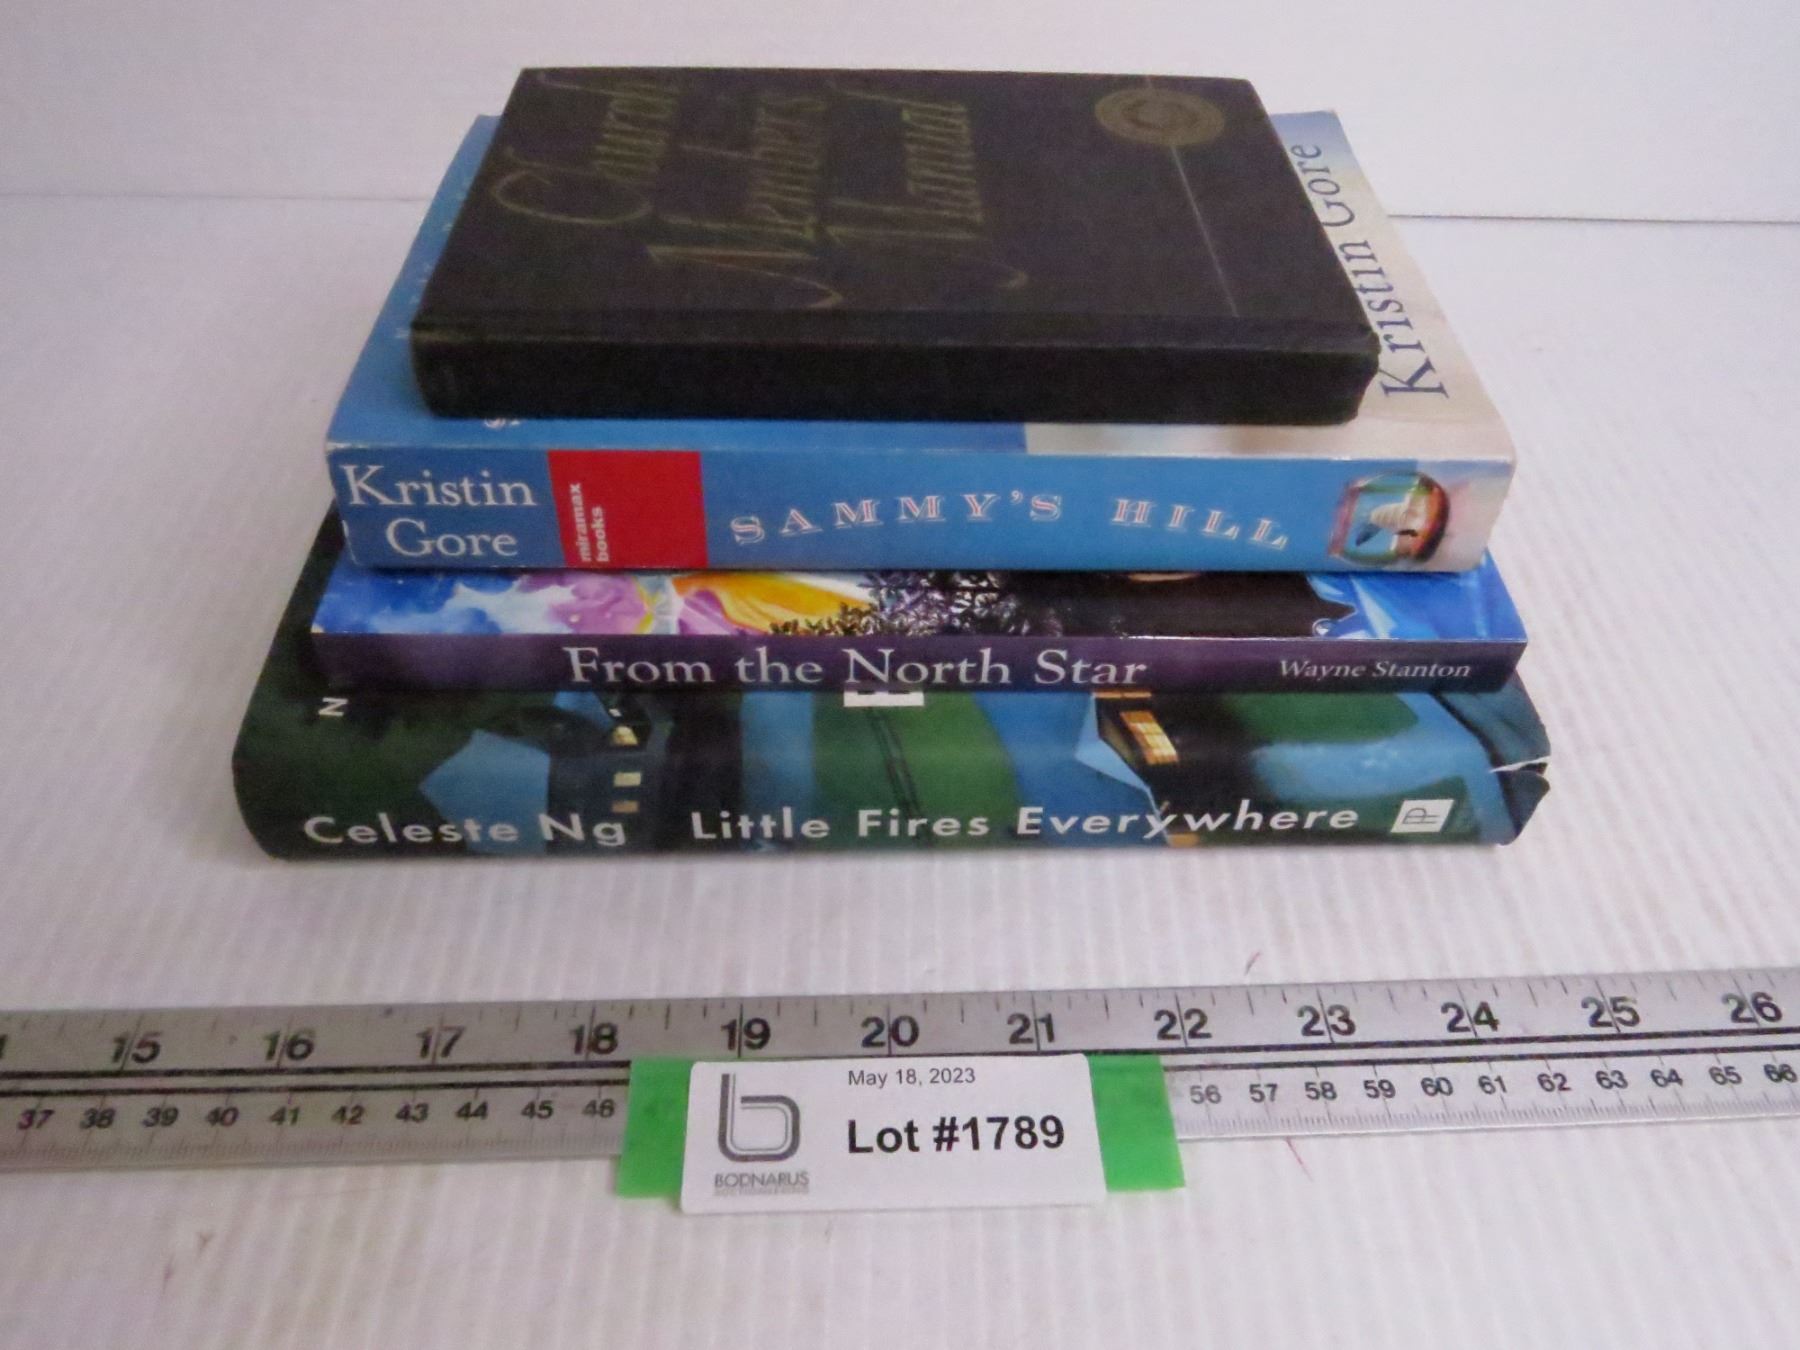 Church
Member's
Manual
Kristin Gore
Kristin
Gore
miramax
books
SAMMY'S HILL
From the North Star
Wayne Stanton
N
Celeste Ng
Little Fires Everywhere
15 16 17 18 19 20 21 22 23 24 25 26
37 38 39 40 41 42 43 44 45 46 56 57 58 59 60 61 62 63 64 65 66
May 18, 2023
Lot #1789
BODNARUS
AUCTIONEERING